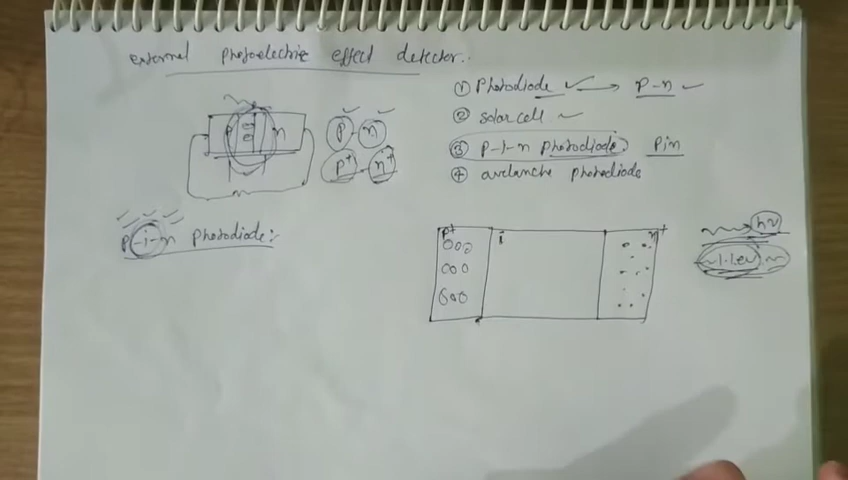 external photoelectric effect detector..
① Photodiode → p-n
② solar cell
③ p-i-n photodiode. pin
④ avalanche photodiode
p n
p - n
p+ - n+
p-i-n photodiode:-
p+ i n+
hν
~1.1ev